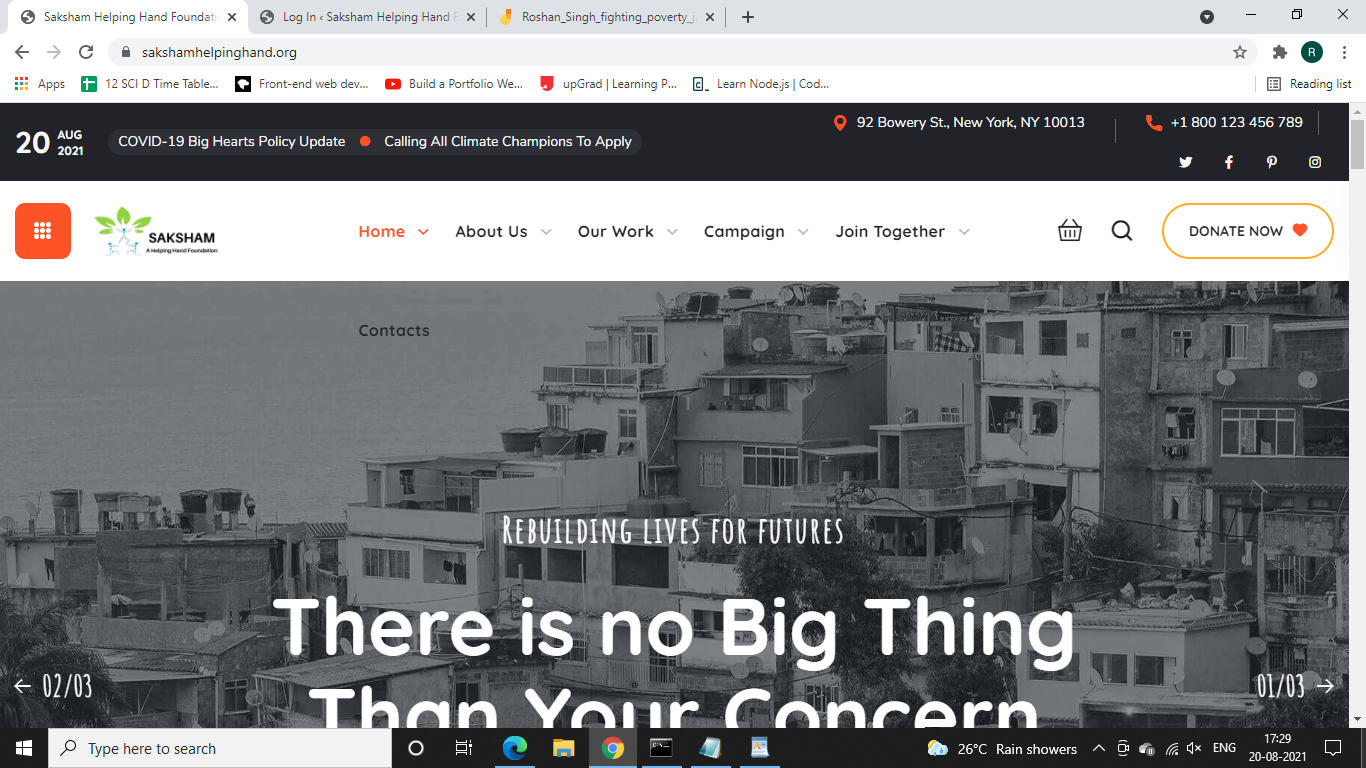 Saksham Helping Hand Foundati
Log In ‹ Saksham Helping Hand F
Roshan_Singh_fighting_poverty_j
sakshamhelpinghand.org
R
Apps
12 SCI D Time Table...
Front-end web dev...
Build a Portfolio We...
upGrad | Learning P...
Learn Node.js | Cod...
Reading list
20 AUG 2021
COVID-19 Big Hearts Policy Update
Calling All Climate Champions To Apply
92 Bowery St., New York, NY 10013
+1 800 123 456 789
SAKSHAM
A Helping Hand Foundation
Home
About Us
Our Work
Campaign
Join Together
DONATE NOW
Contacts
Rebuilding lives for futures
There is no Big Thing
Than Your Concern
02/03
01/03
Type here to search
26°C Rain showers
ENG
17:29
20-08-2021